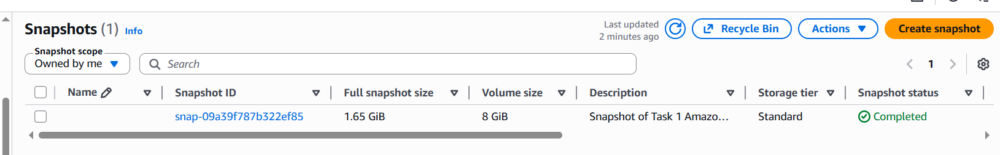 Snapshots (1) Info
Last updated
2 minutes ago
Recycle Bin
Actions
Create snapshot
Snapshot scope
Owned by me
Search
1
Name Snapshot ID Full snapshot size Volume size Description Storage tier Snapshot status
snap-09a39f787b322ef85 1.65 GiB 8 GiB Snapshot of Task 1 Amazo... Standard Completed